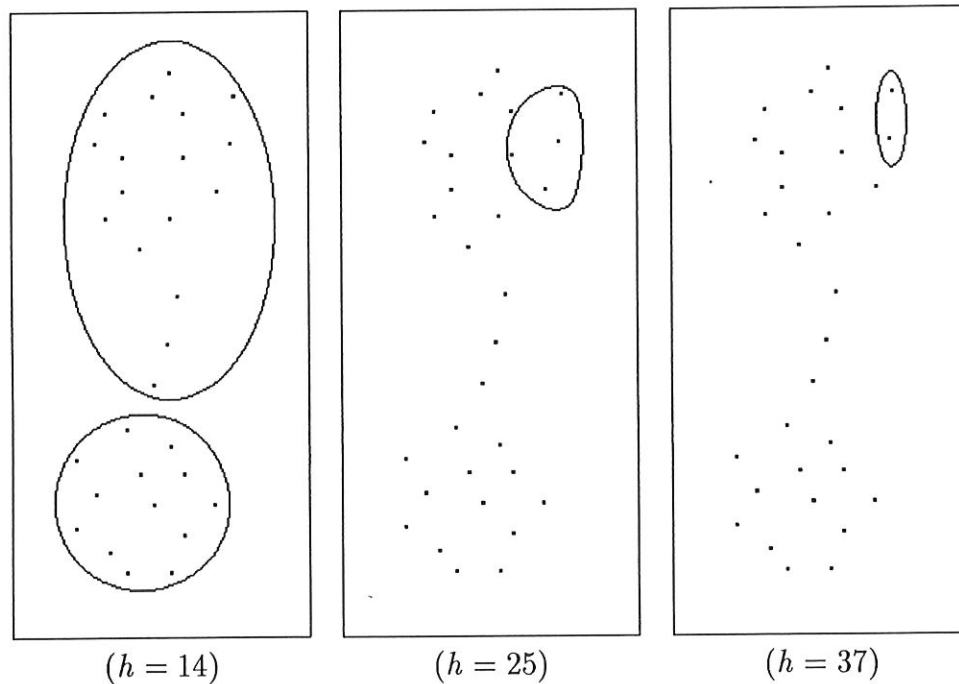 (h = 14) (h = 25) (h = 37)